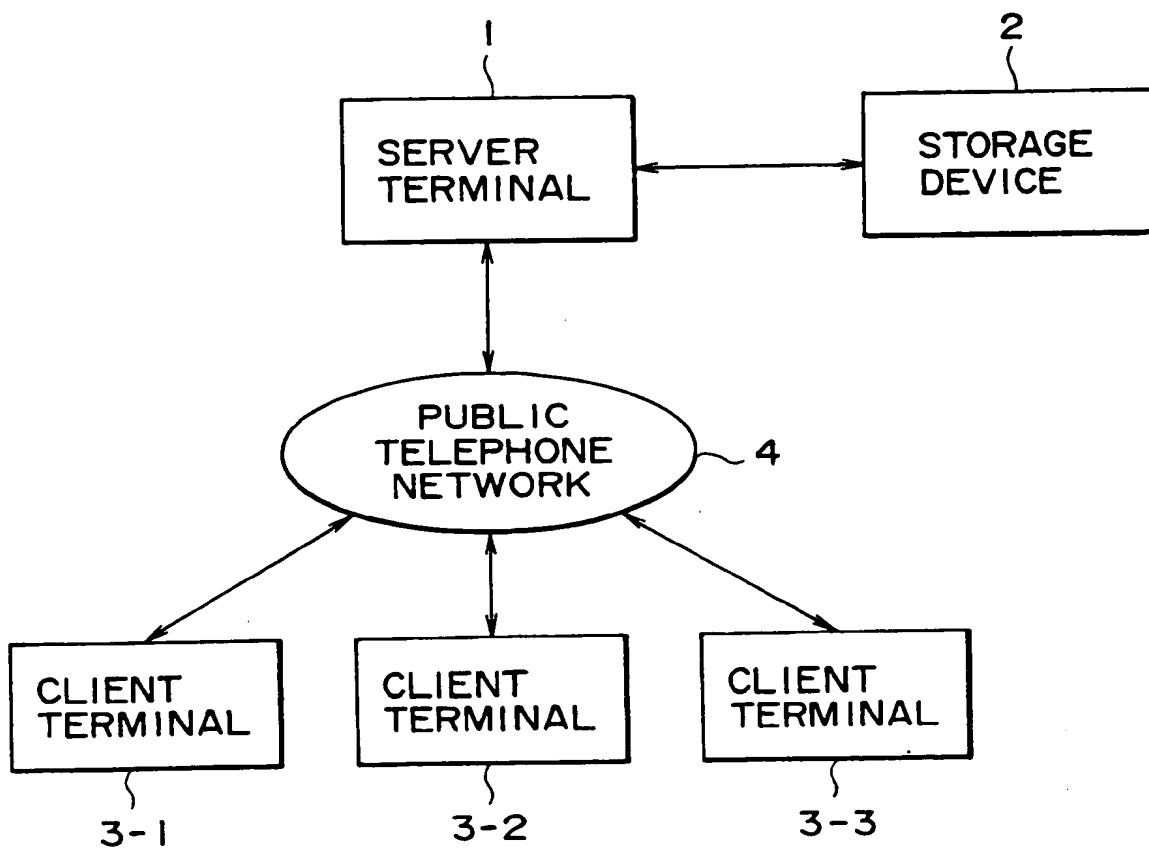 1
2
SERVER
TERMINAL
STORAGE
DEVICE
PUBLIC
TELEPHONE
NETWORK
4
CLIENT
TERMINAL
CLIENT
TERMINAL
CLIENT
TERMINAL
3-1
3-2
3-3